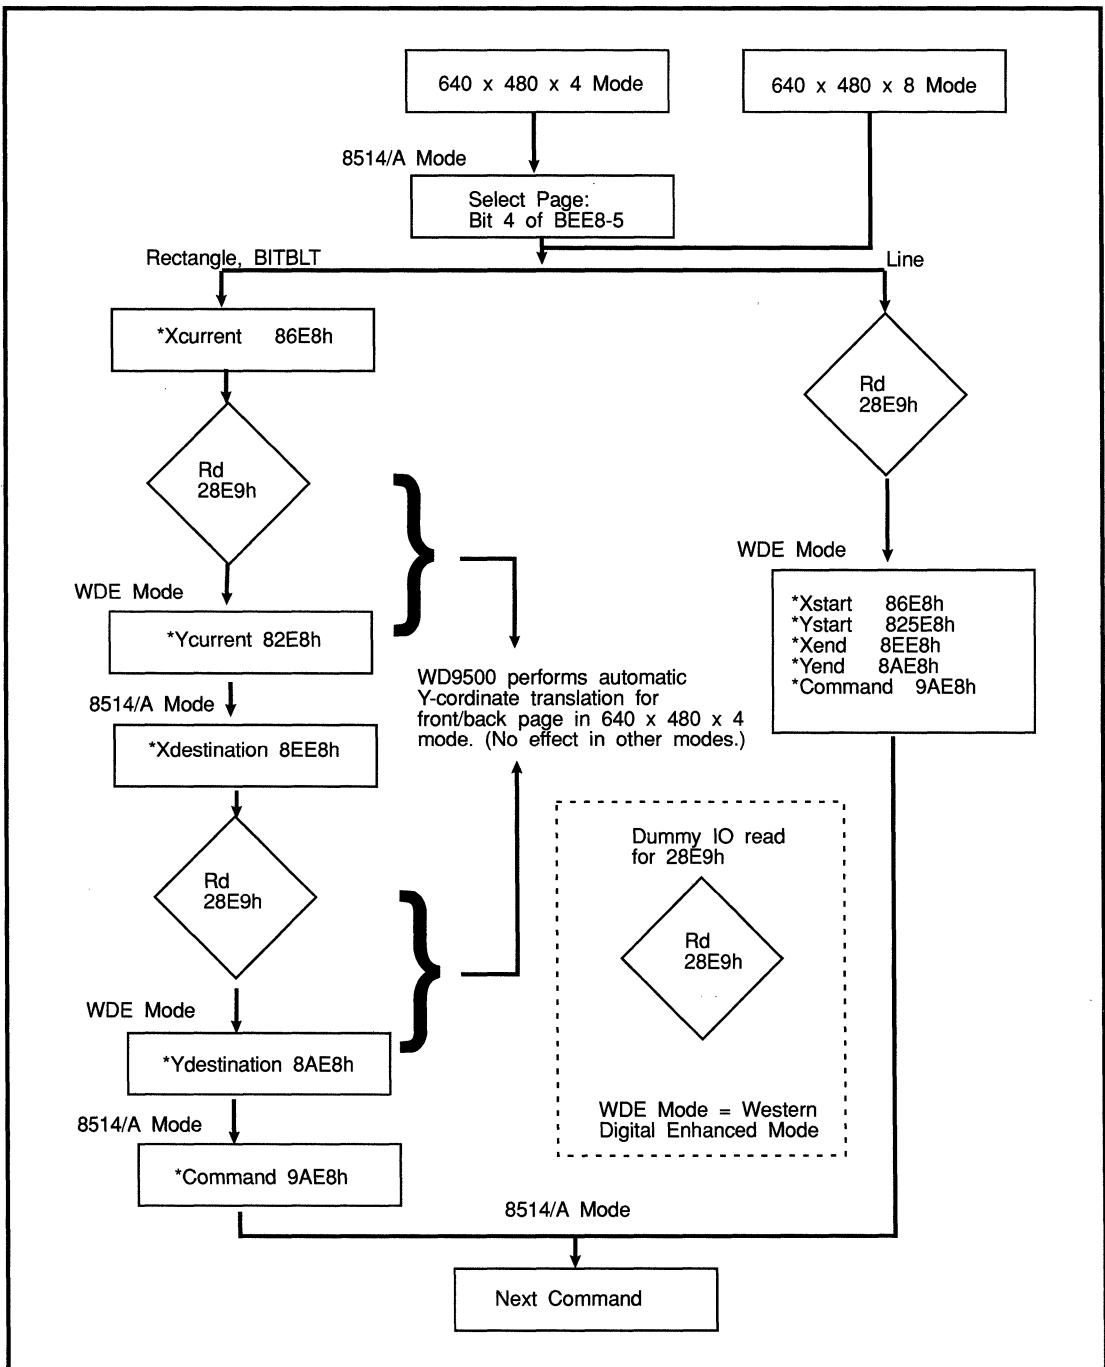 640 x 480 x 4 Mode
640 x 480 x 8 Mode
8514/A Mode
Select Page:
Bit 4 of BEE8-5
Rectangle, BITBLT
Line
*Xcurrent 86E8h
Rd
28E9h
WDE Mode
*Ycurrent 82E8h
8514/A Mode
*Xdestination 8EE8h
Rd
28E9h
WDE Mode
*Ydestination 8AE8h
8514/A Mode
*Command 9AE8h
WD9500 performs automatic
Y-cordinate translation for
front/back page in 640 x 480 x 4
mode. (No effect in other modes.)
Rd
28E9h
WDE Mode
*Xstart 86E8h
*Ystart 825E8h
*Xend 8EE8h
*Yend 8AE8h
*Command 9AE8h
Dummy IO read
for 28E9h
Rd
28E9h
WDE Mode = Western
Digital Enhanced Mode
8514/A Mode
Next Command